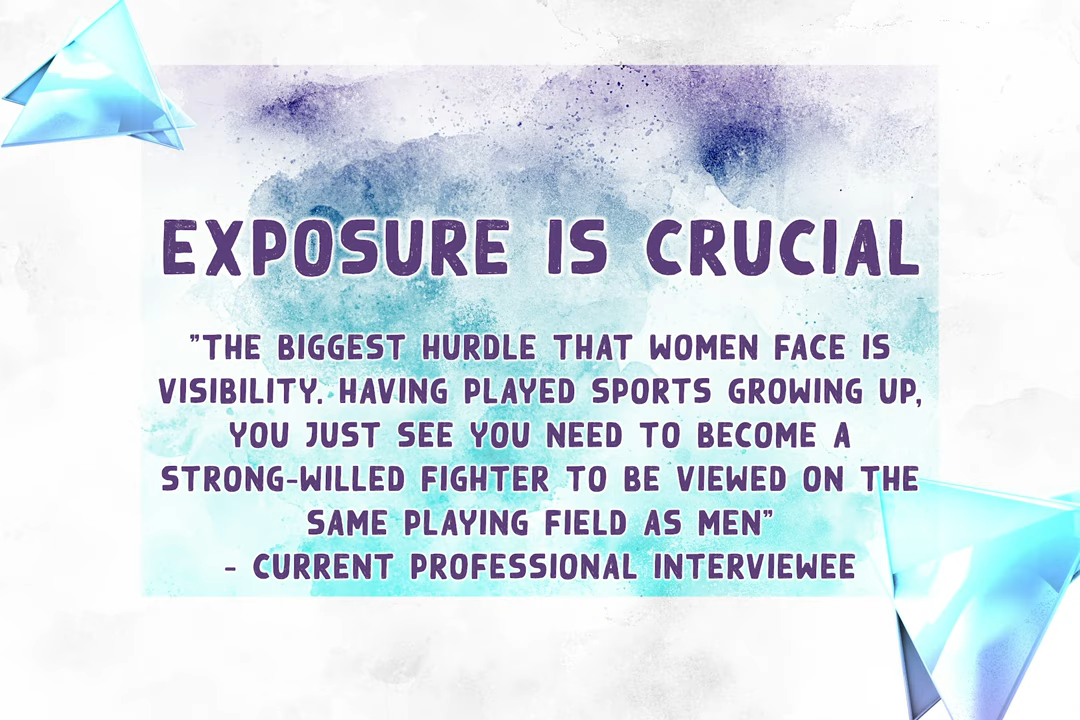 EXPOSURE IS CRUCIAL
"THE BIGGEST HURDLE THAT WOMEN FACE IS
VISIBILITY. HAVING PLAYED SPORTS GROWING UP,
YOU JUST SEE YOU NEED TO BECOME A
STRONG-WILLED FIGHTER TO BE VIEWED ON THE
SAME PLAYING FIELD AS MEN"
- CURRENT PROFESSIONAL INTERVIEWEE